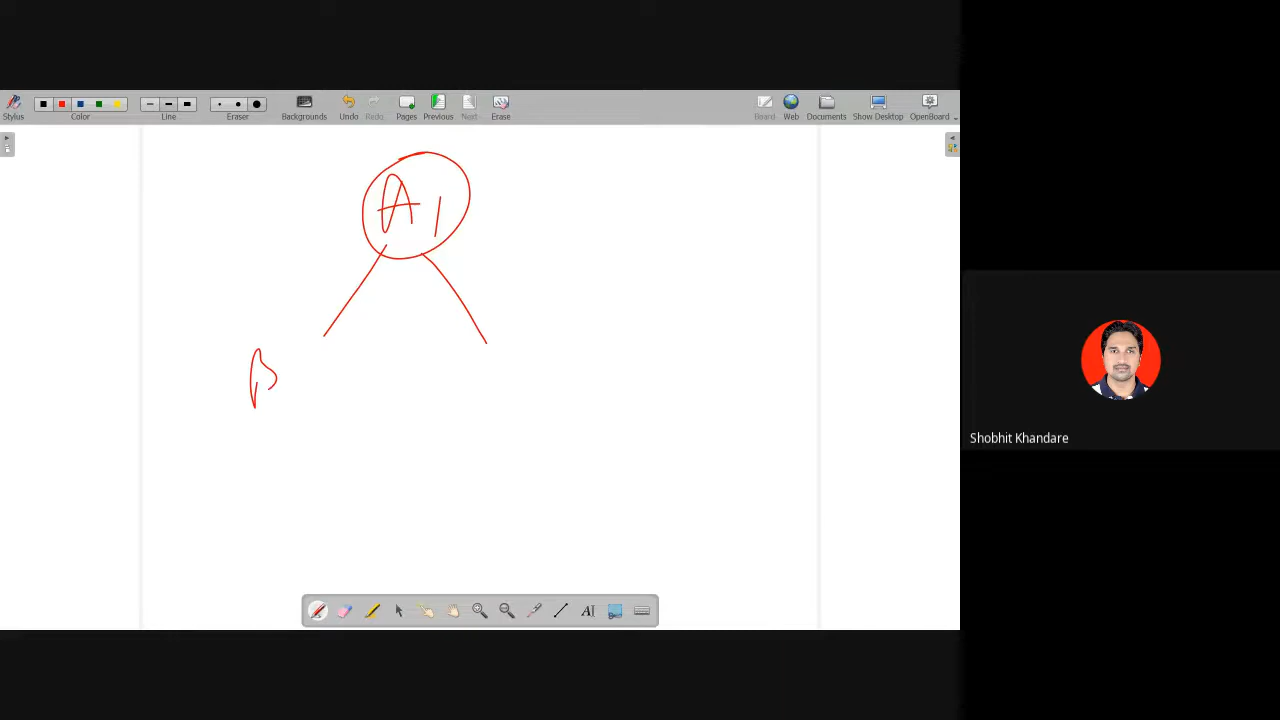 Stylus
Color
Line
Eraser
Backgrounds
Undo
Redo
Pages
Previous
Next
Erase
Board
Web
Documents
Show Desktop
OpenBoard
A1
B
AI
Shobhit Khandare